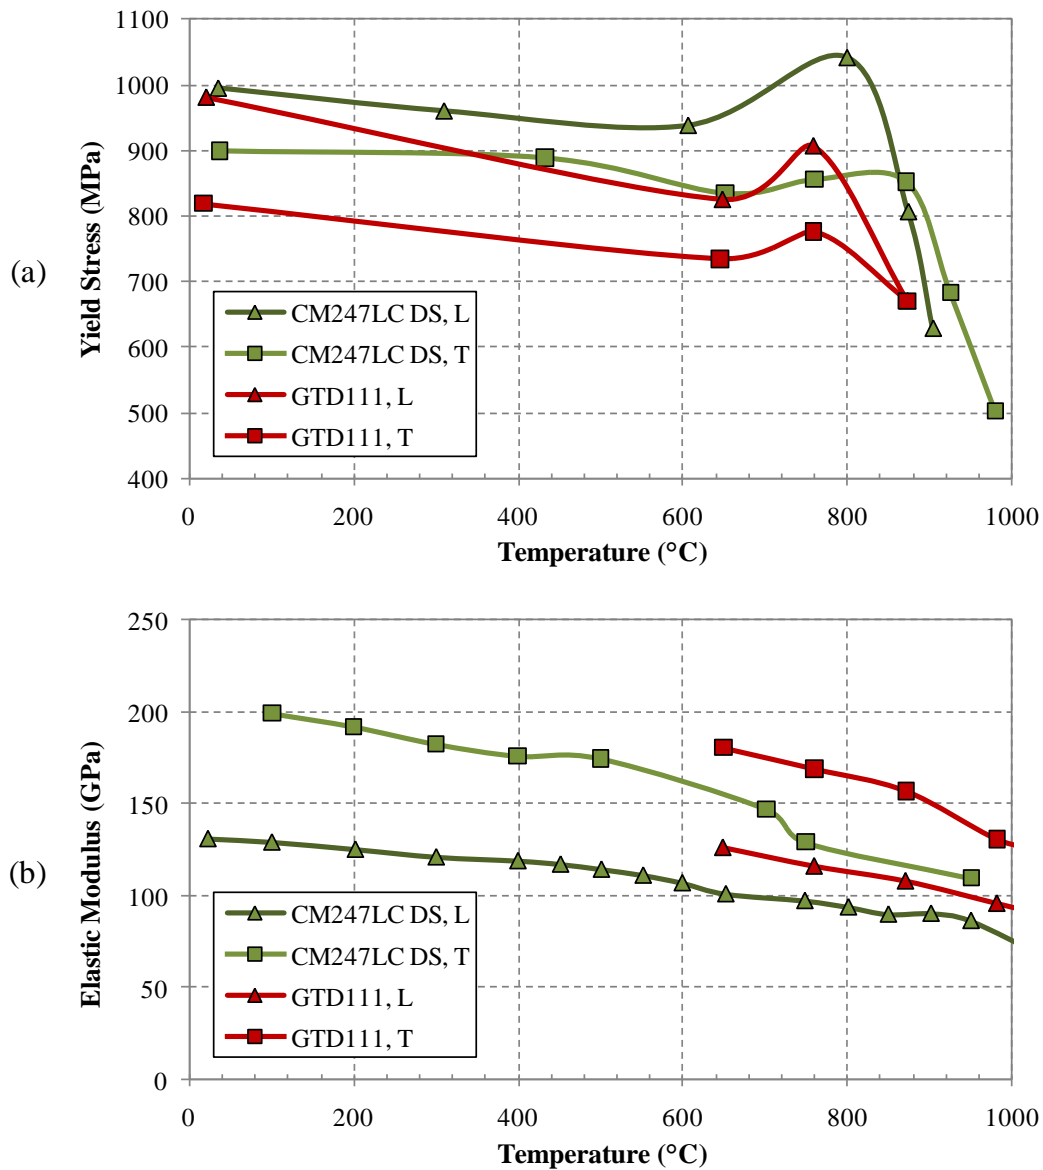 (a)
Yield Stress (MPa)
1100
1000
900
800
700
600
500
400
CM247LC DS, L
CM247LC DS, T
GTD111, L
GTD111, T
0 200 400 600 800 1000
Temperature (°C)
(b)
Elastic Modulus (GPa)
250
200
150
100
50
0
CM247LC DS, L
CM247LC DS, T
GTD111, L
GTD111, T
0 200 400 600 800 1000
Temperature (°C)